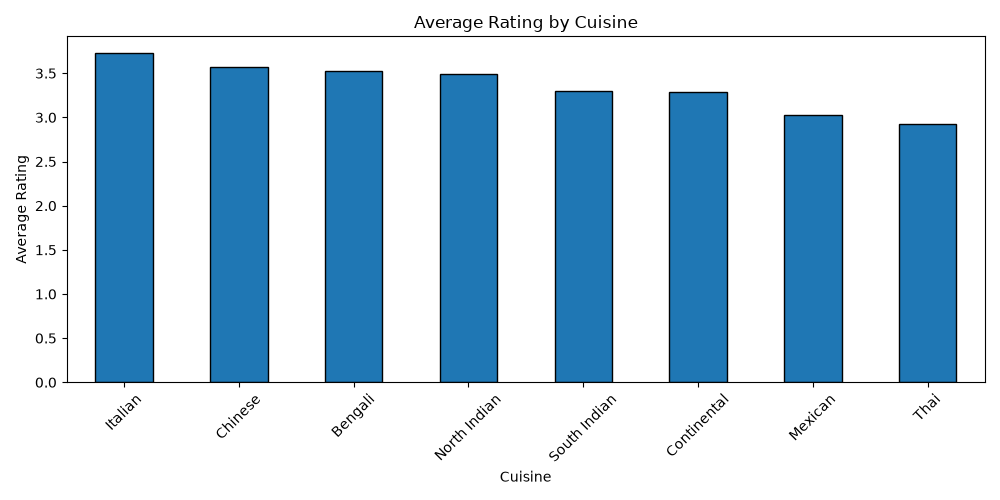 Average Rating by Cuisine
Average Rating
3.5
3.0
2.5
2.0
1.5
1.0
0.5
0.0
Italian
Chinese
Bengali
North Indian
South Indian
Continental
Mexican
Thai
Cuisine